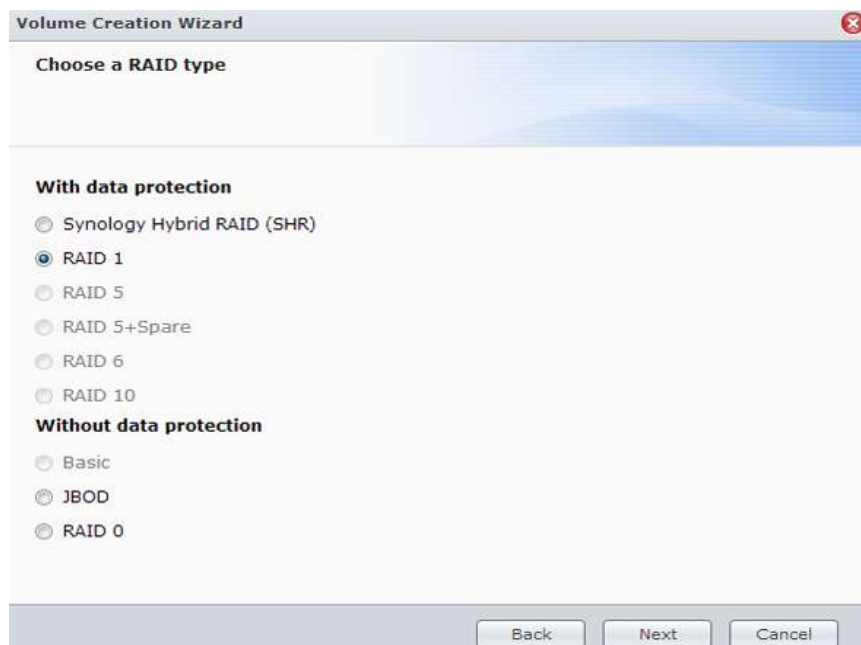 Volume Creation Wizard
Choose a RAID type
With data protection
Synology Hybrid RAID (SHR)
RAID 1
RAID 5
RAID 5+Spare
RAID 6
RAID 10
Without data protection
Basic
JBOD
RAID 0
Back Next Cancel